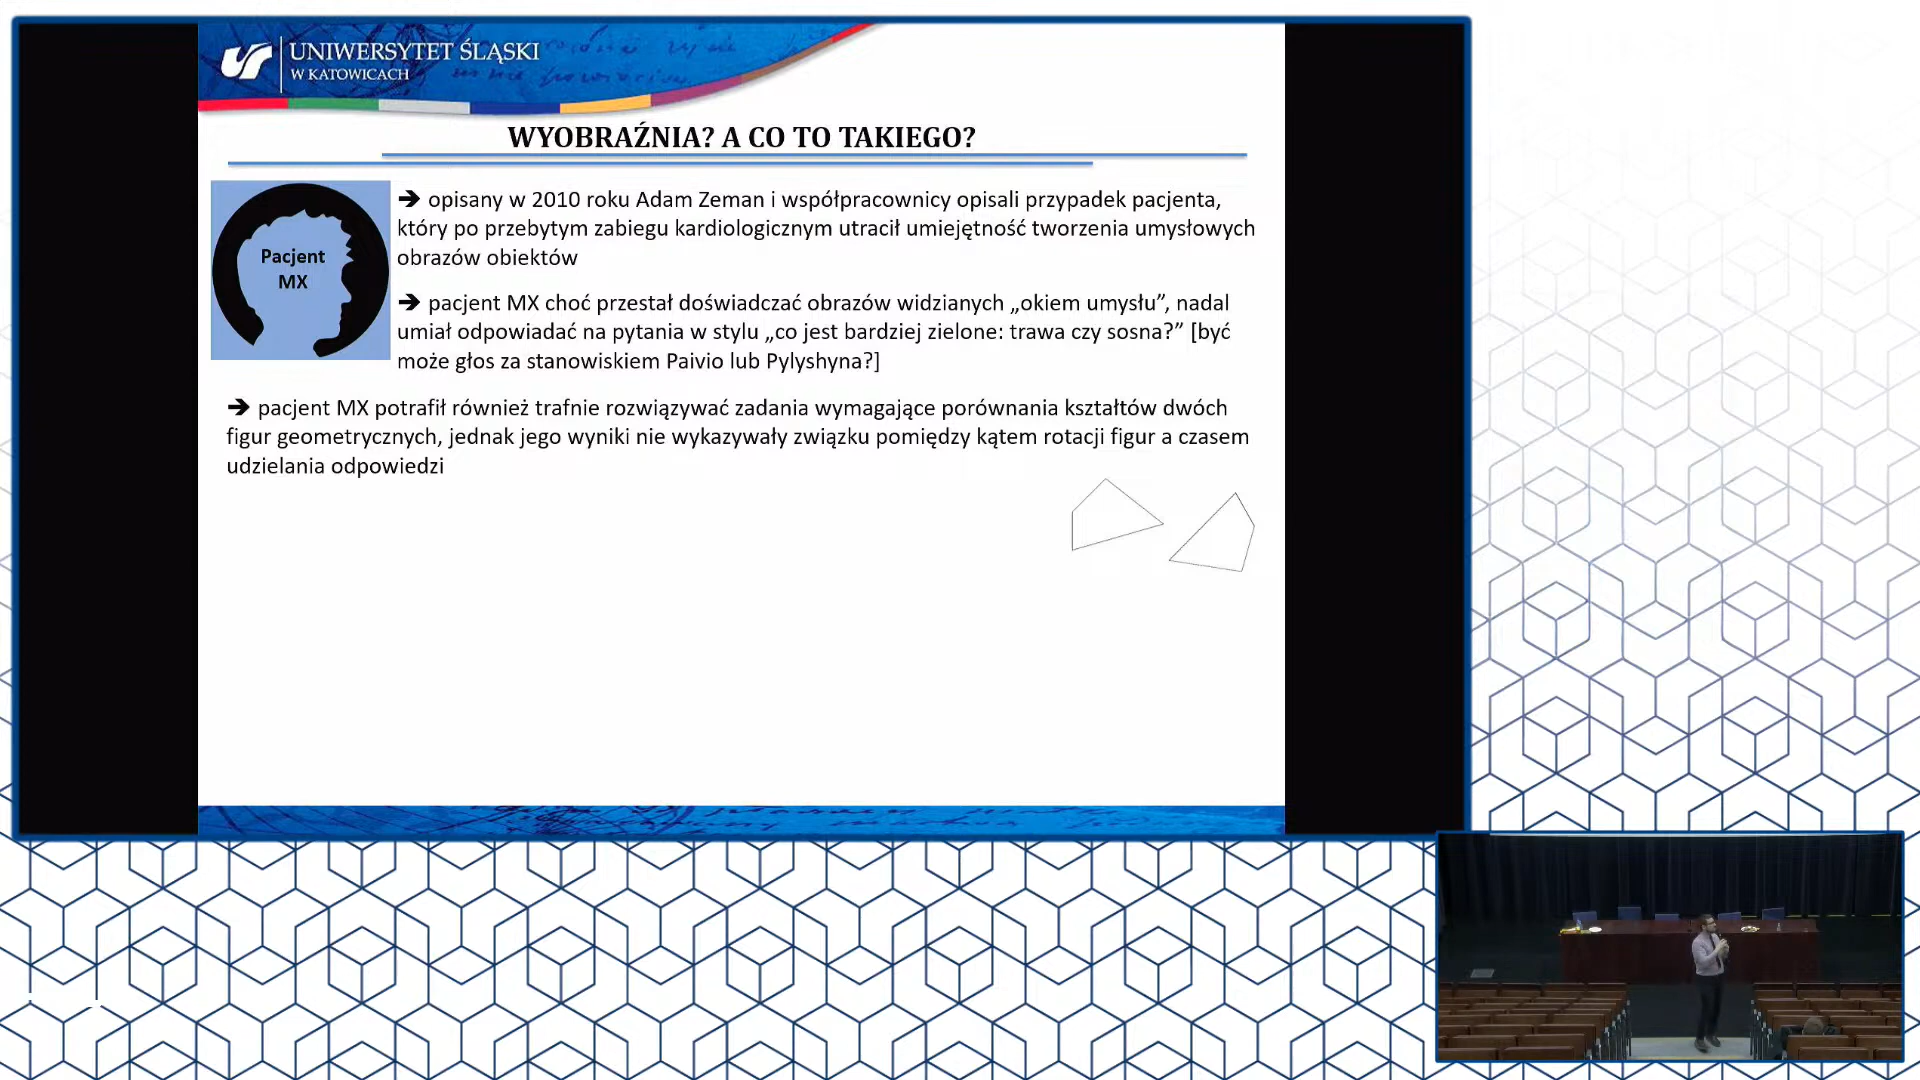 UNIWERSYTET ŚLĄSKI
W KATOWICACH
WYOBRAŹNIA? A CO TO TAKIEGO?
Pacjent
MX
➔ opisany w 2010 roku Adam Zeman i współpracownicy opisali przypadek pacjenta,
który po przebytym zabiegu kardiologicznym utracił umiejętność tworzenia umysłowych
obrazów obiektów
➔ pacjent MX choć przestał doświadczać obrazów widzianych „okiem umysłu”, nadal
umiał odpowiadać na pytania w stylu „co jest bardziej zielone: trawa czy sosna?” [być
może głos za stanowiskiem Paivio lub Pylyshyna?]
➔ pacjent MX potrafił również trafnie rozwiązywać zadania wymagające porównania kształtów dwóch
figur geometrycznych, jednak jego wyniki nie wykazywały związku pomiędzy kątem rotacji figur a czasem
udzielania odpowiedzi